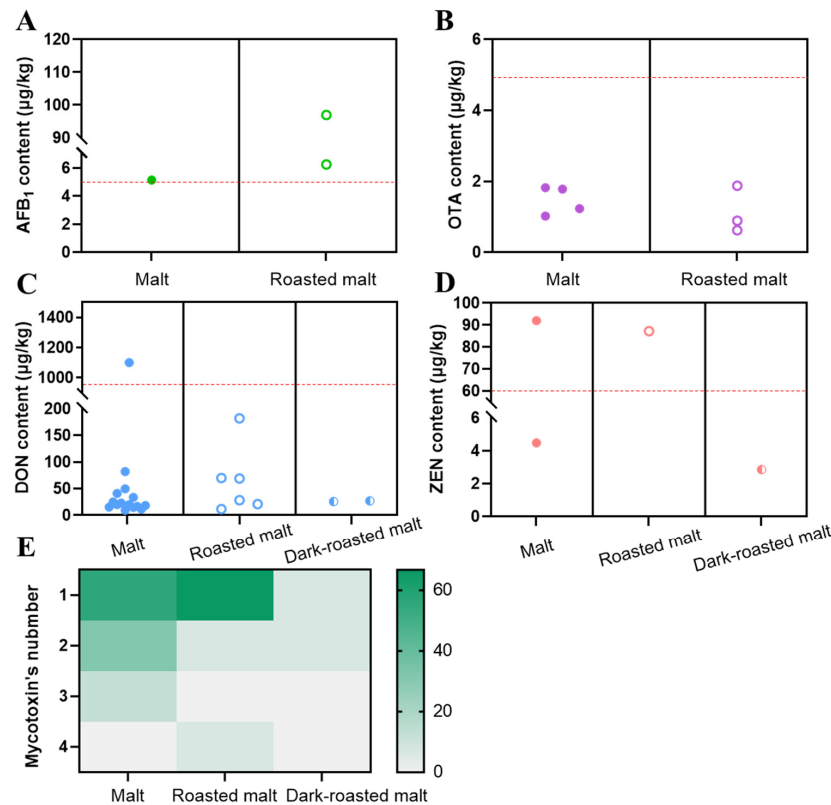 A
AFB1 content (µg/kg)
120
110
100
90
6
4
2
0
Malt
Roasted malt
B
OTA content (µg/kg)
6
4
2
0
Malt
Roasted malt
C
DON content (µg/kg)
1400
1200
1000
200
150
100
50
0
Malt
Roasted malt
Dark-roasted malt
D
ZEN content (µg/kg)
100
90
80
70
60
6
4
2
0
Malt
Roasted malt
Dark-roasted malt
E
Mycotoxin's nubmber
1
2
3
4
Malt
Roasted malt
Dark-roasted malt
60
40
20
0